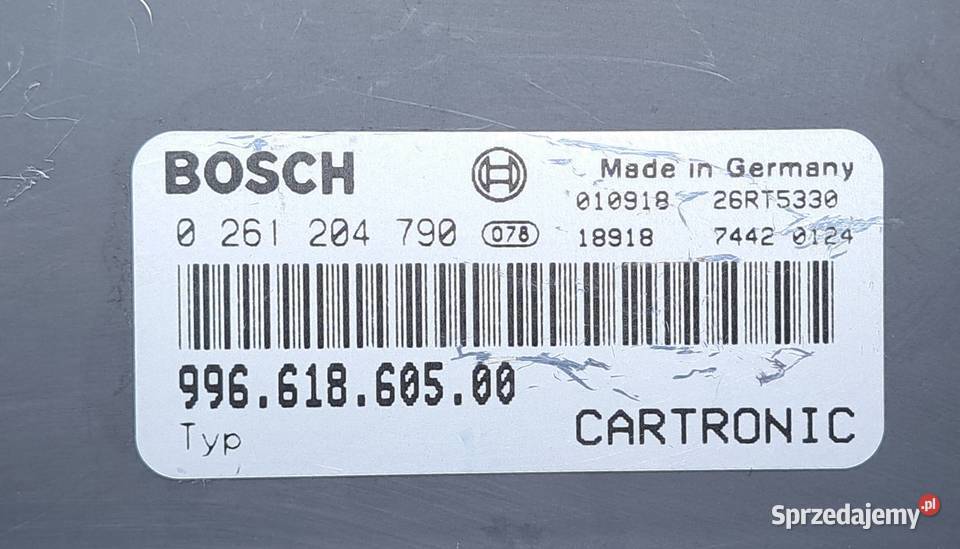 BOSCH Made in Germany
010918 26RT5330
0 261 204 790 078 18918 7442 0124
996.618.605.00
Typ CARTRONIC
Sprzedajemy.pl